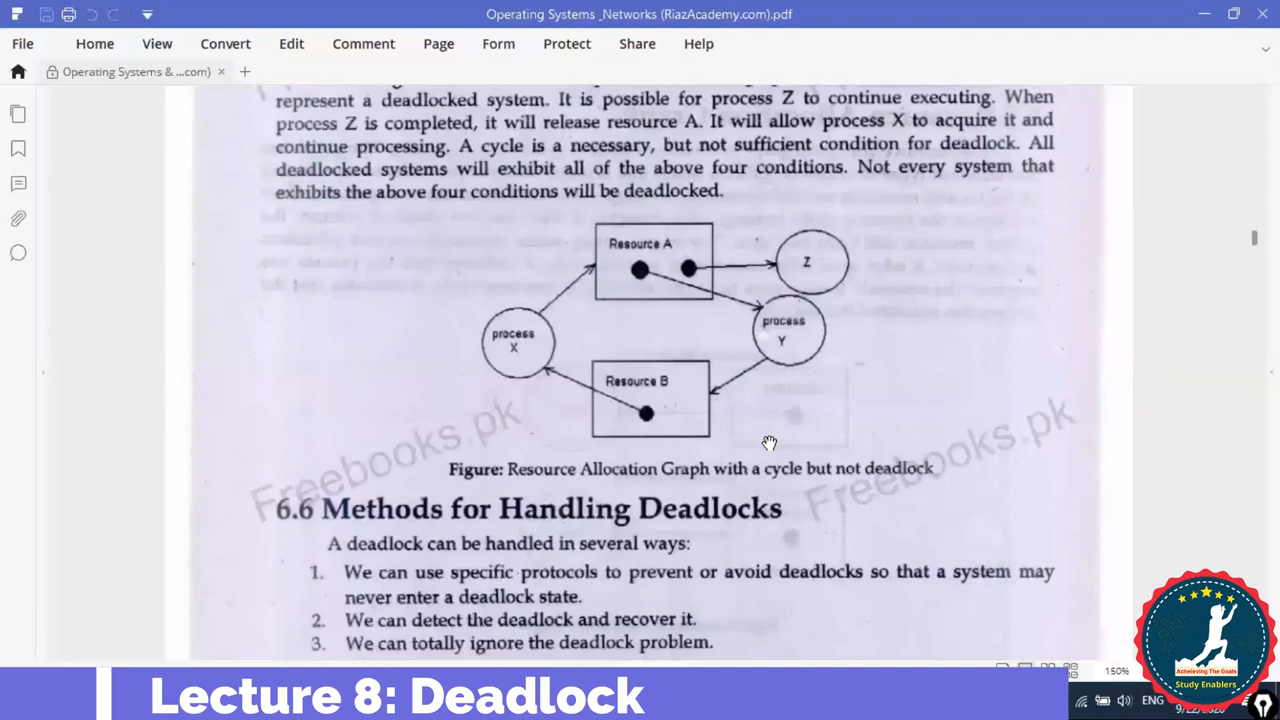 Operating Systems _Networks (RiazAcademy.com).pdf
File Home View Convert Edit Comment Page Form Protect Share Help
Operating Systems & ...com) × +
represent a deadlocked system. It is possible for process Z to continue executing. When
process Z is completed, it will release resource A. It will allow process X to acquire it and
continue processing. A cycle is a necessary, but not sufficient condition for deadlock. All
deadlocked systems will exhibit all of the above four conditions. Not every system that
exhibits the above four conditions will be deadlocked.
Resource A
Z
process
X
process
Y
Resource B
Freebooks.pk
Freebooks.pk
Figure: Resource Allocation Graph with a cycle but not deadlock
6.6 Methods for Handling Deadlocks
A deadlock can be handled in several ways:
1. We can use specific protocols to prevent or avoid deadlocks so that a system may
never enter a deadlock state.
2. We can detect the deadlock and recover it.
3. We can totally ignore the deadlock problem.
150%
Lecture 8: Deadlock
ENG
Acheleving The Goals
Study Enablers